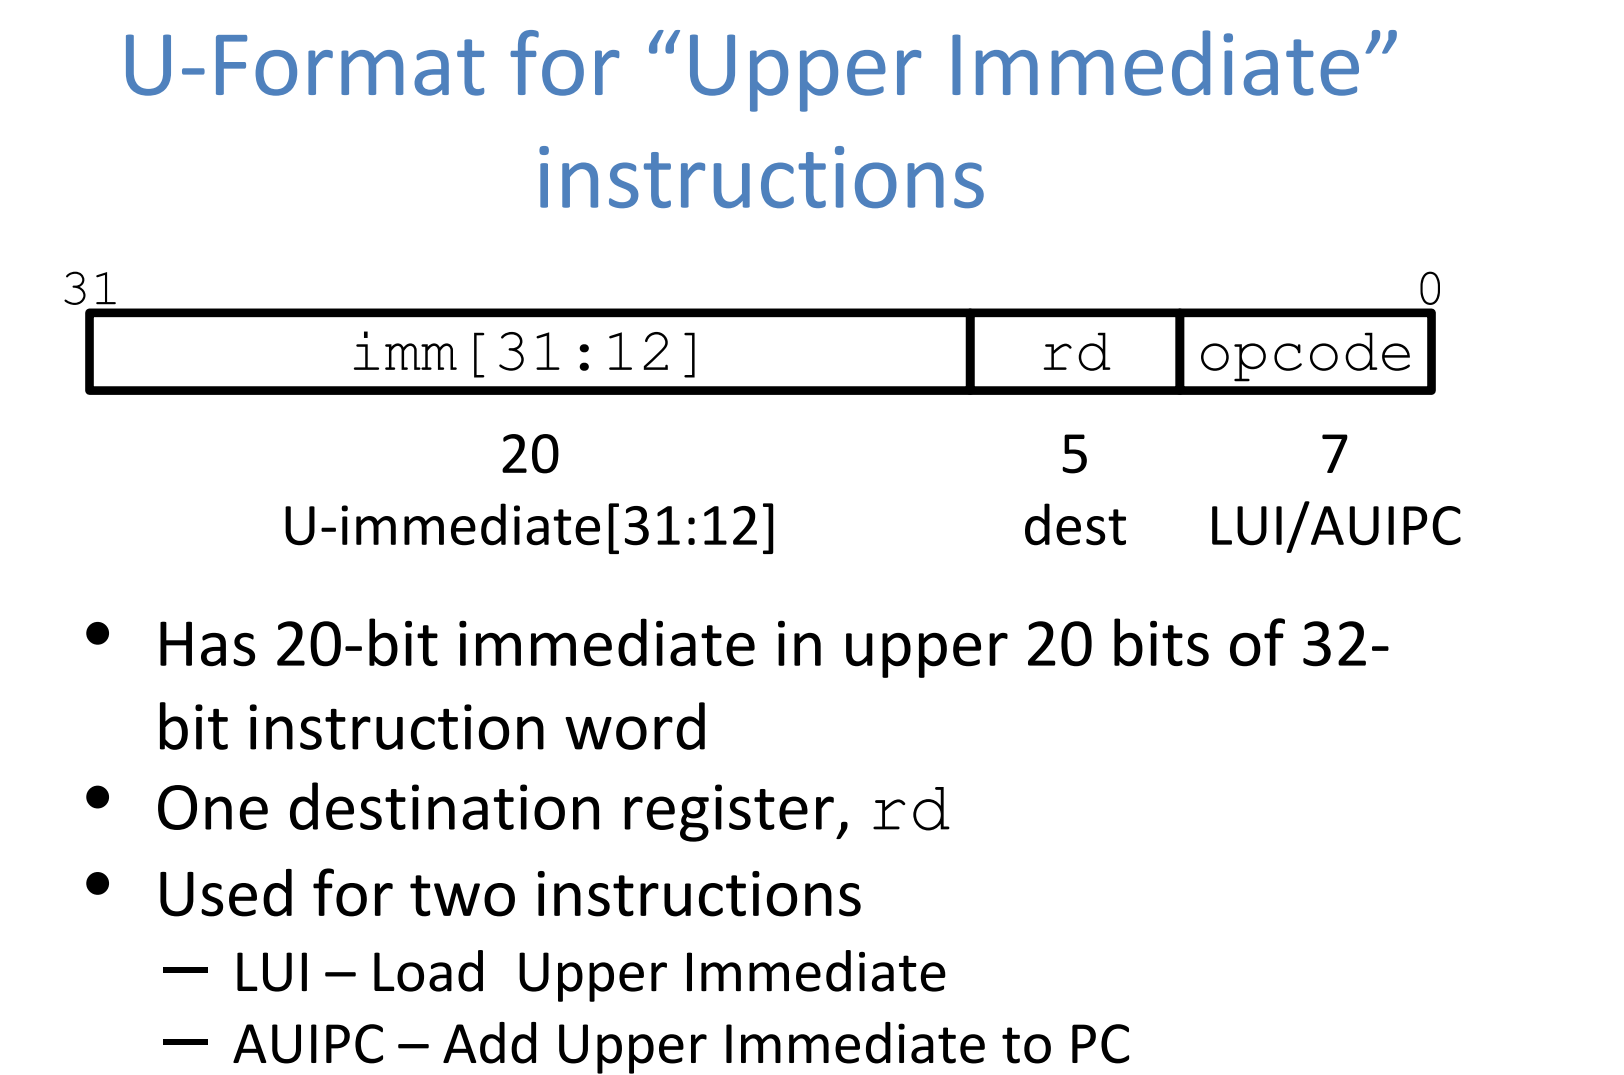 U-Format for “Upper Immediate”
instructions
31 0
imm[31:12] rd opcode
20 5 7
U-immediate[31:12] dest LUI/AUIPC
• Has 20-bit immediate in upper 20 bits of 32-
bit instruction word
• One destination register, rd
• Used for two instructions
– LUI – Load Upper Immediate
– AUIPC – Add Upper Immediate to PC